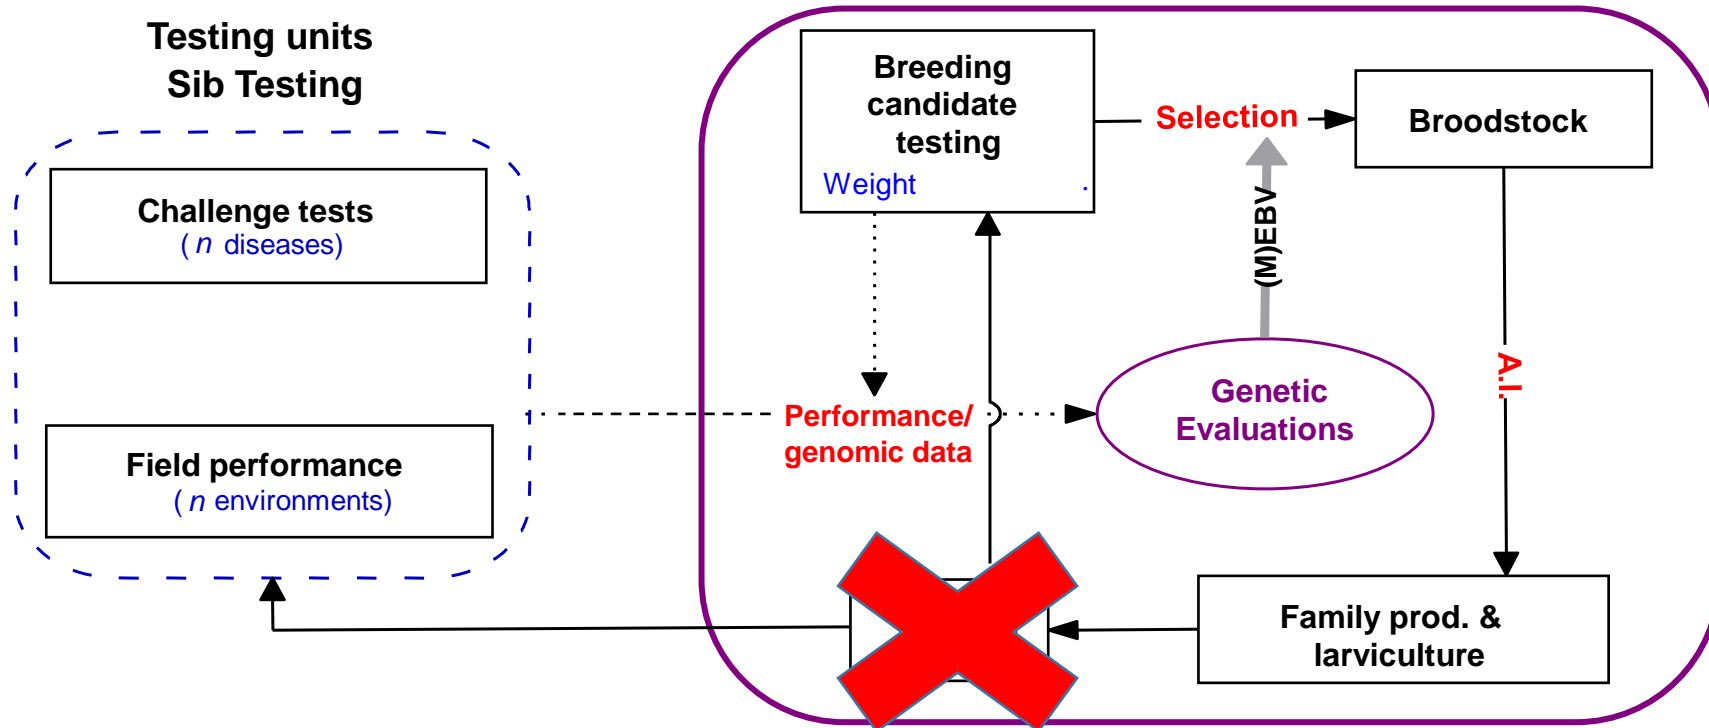 Testing units
Sib Testing
Challenge tests
( n diseases)
Field performance
( n environments)
Breeding
candidate
testing
Weight .
Selection
Broodstock
(M)EBV
A.I.
Performance/
genomic data
Genetic
Evaluations
Family prod. &
larviculture